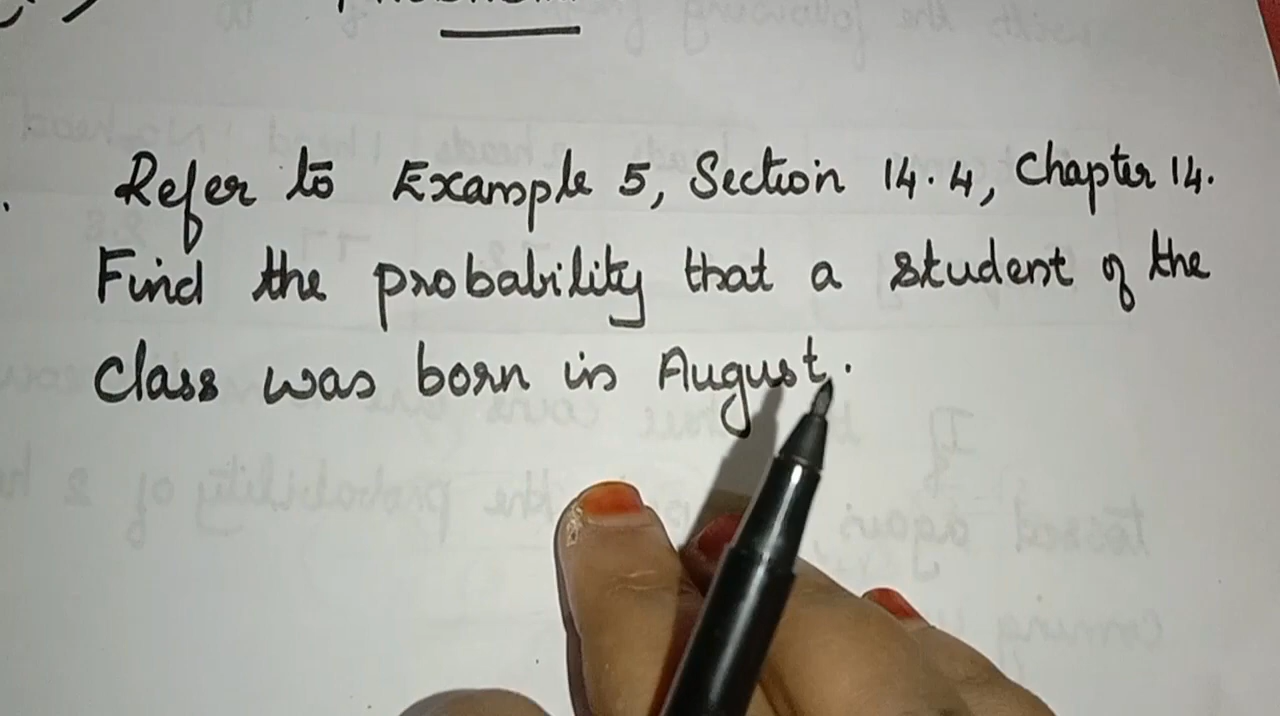 Refer to Example 5, Section 14.4, Chapter 14.
Find the probability that a student of the
class was born in August.